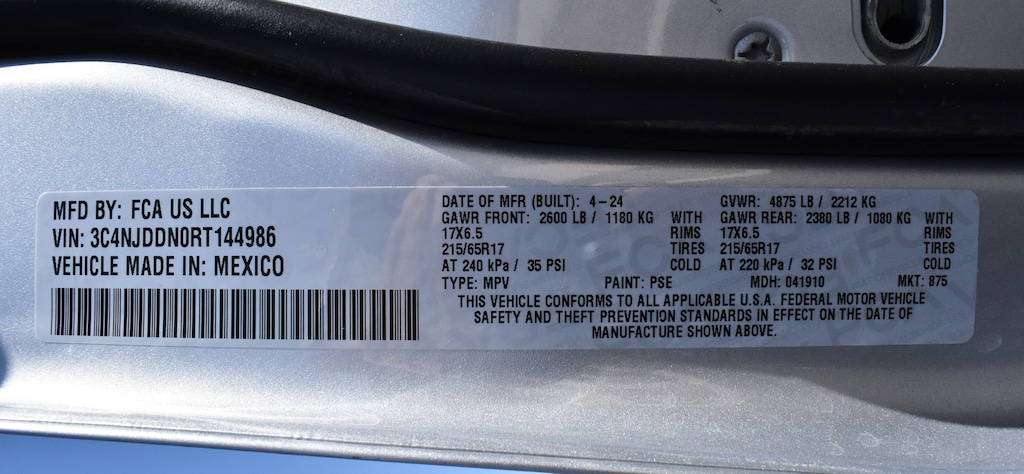 MFD BY: FCA US LLC
VIN: 3C4NJDDN0RT144986
VEHICLE MADE IN: MEXICO
DATE OF MFR (BUILT): 4-24 GVWR: 4875 LB / 2212 KG
GAWR FRONT: 2600 LB / 1180 KG WITH GAWR REAR: 2380 LB / 1080 KG WITH
17X6.5 RIMS 17X6.5 RIMS
215/65R17 TIRES 215/65R17 TIRES
AT 240 kPa / 35 PSI COLD AT 220 kPa / 32 PSI COLD
TYPE: MPV PAINT: PSE MDH: 041910 MKT: 875
THIS VEHICLE CONFORMS TO ALL APPLICABLE U.S.A. FEDERAL MOTOR VEHICLE
SAFETY AND THEFT PREVENTION STANDARDS IN EFFECT ON THE DATE OF
MANUFACTURE SHOWN ABOVE.